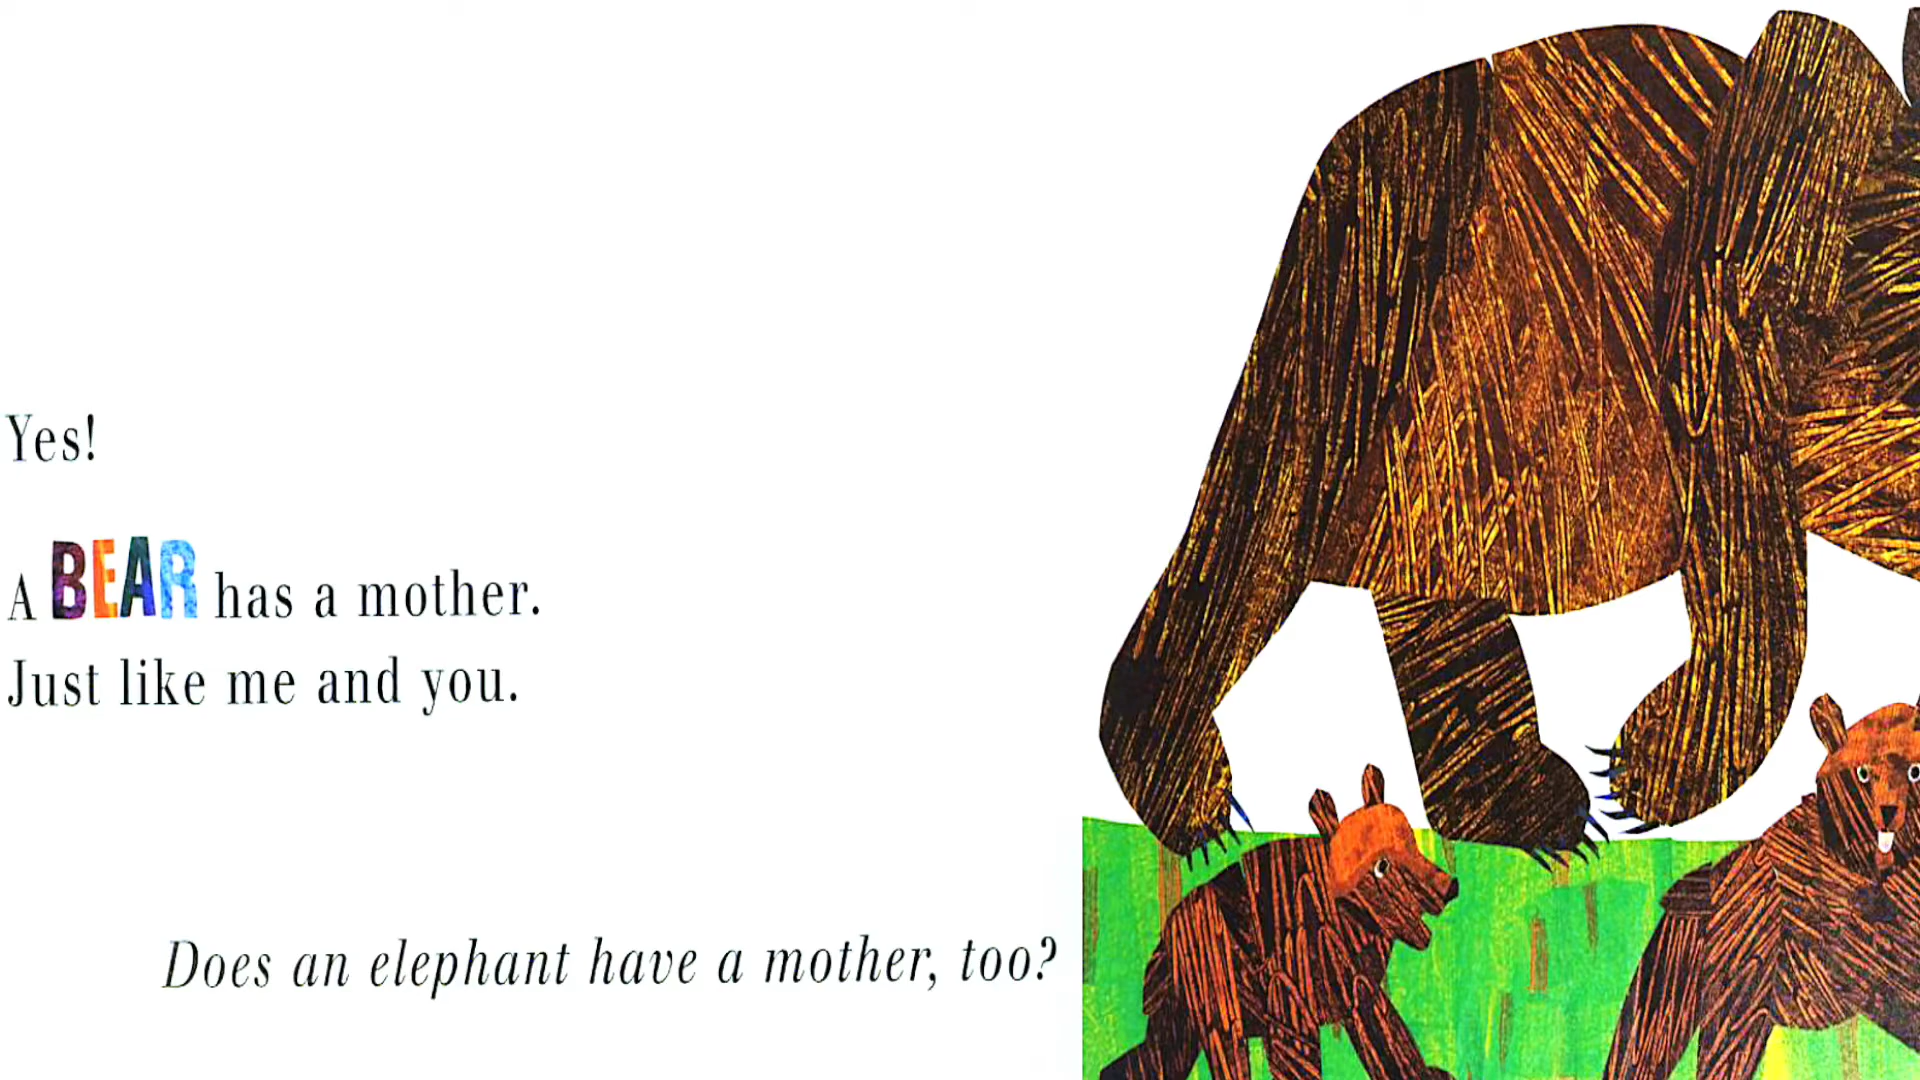 Yes!
A BEAR has a mother.
Just like me and you.
Does an elephant have a mother, too?